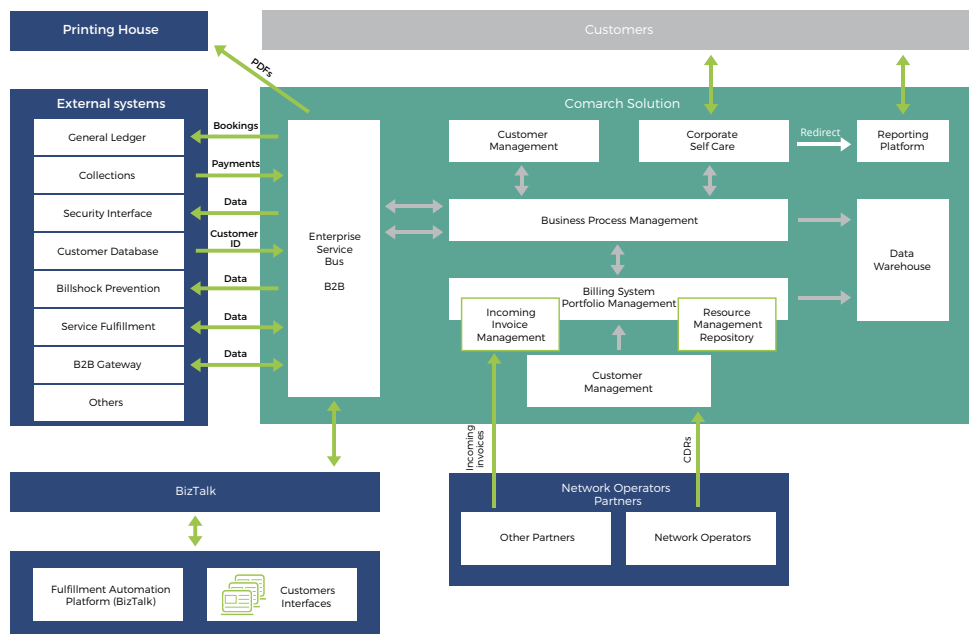 Printing House
Customers
PDFs
External systems
General Ledger
Collections
Security Interface
Customer Database
Billshock Prevention
Service Fulfillment
B2B Gateway
Others
Bookings
Payments
Data
Customer
ID
Data
Data
Data
Comarch Solution
Enterprise
Service
Bus
B2B
Customer
Management
Corporate
Self Care
Redirect
Reporting
Platform
Business Process Management
Data
Warehouse
Billing System
Portfolio Management
Incoming
Invoice
Management
Resource
Management
Repository
Customer
Management
Incoming
invoices
CDRs
BizTalk
Network Operators
Partners
Other Partners
Network Operators
Fulfillment Automation
Platform (BizTalk)
Customers
Interfaces